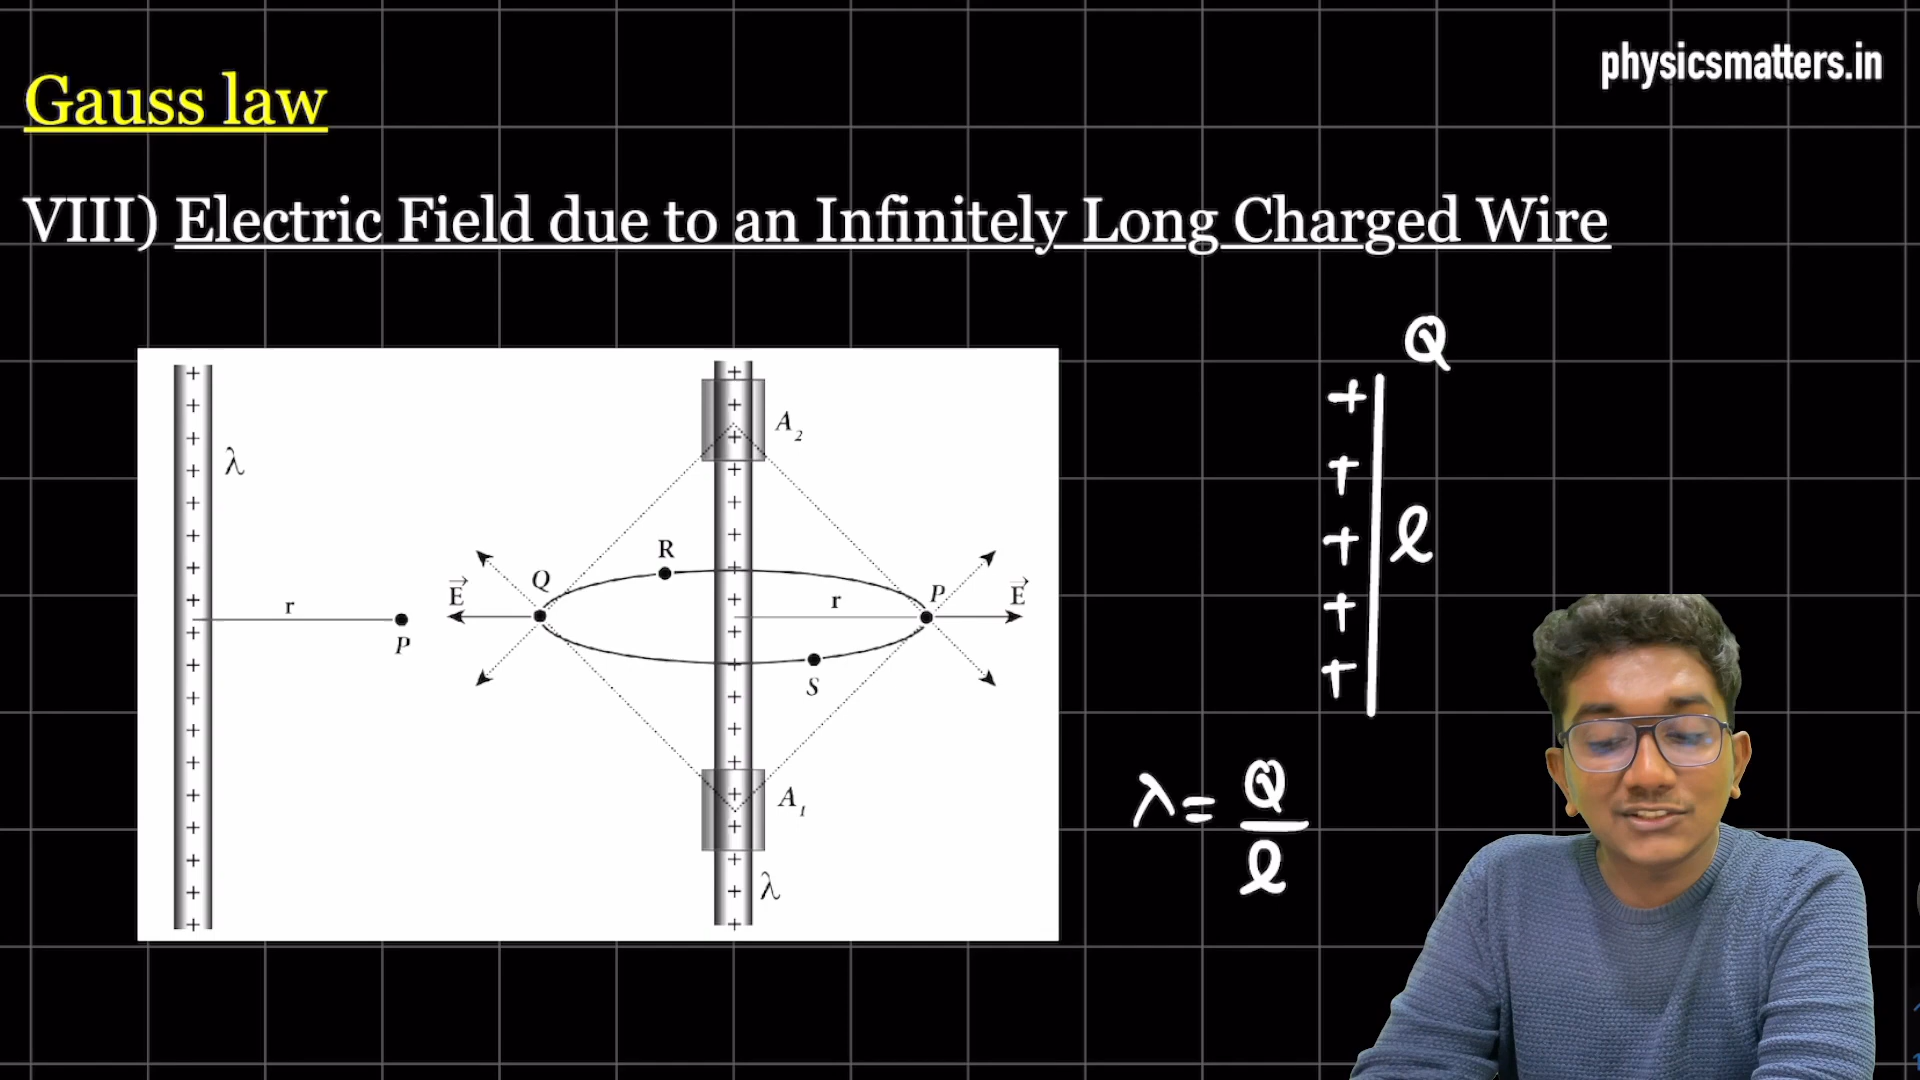 physicsmatters.in
Gauss law
VIII) Electric Field due to an Infinitely Long Charged Wire
λ
r
P
A₂
R
Q
E⃗
r
P
E⃗
S
A₁
λ
+ + + + + + + + + + + + + + + + + +
+ + + + + + + + + + + + + + + + + +
Q
+
+
+ l
+
+
λ = Q/l